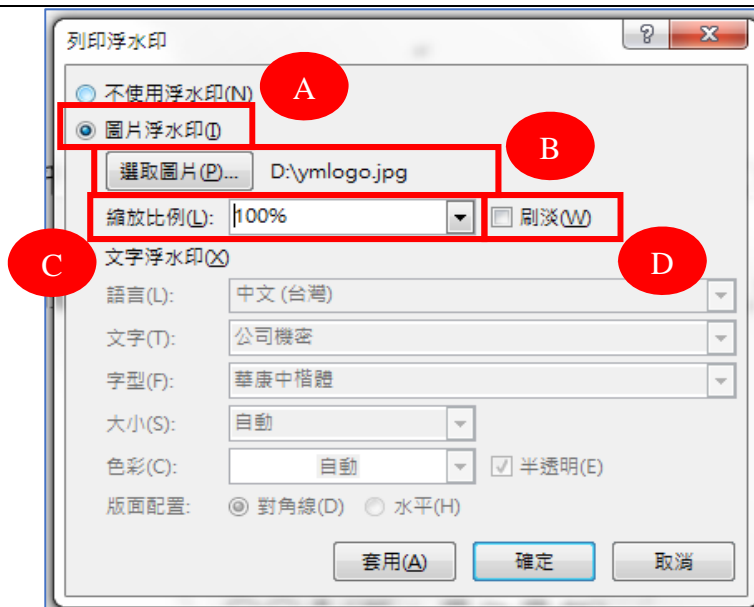 列印浮水印
不使用浮水印(N)
A
圖片浮水印(I)
B
選取圖片(P)... D:\ymlogo.jpg
縮放比例(L): 100% 刷淡(W)
C
D
文字浮水印(X)
語言(L): 中文 (台灣)
文字(T): 公司機密
字型(F): 華康中楷體
大小(S): 自動
色彩(C): 自動 半透明(E)
版面配置: 對角線(D) 水平(H)
套用(A) 確定 取消